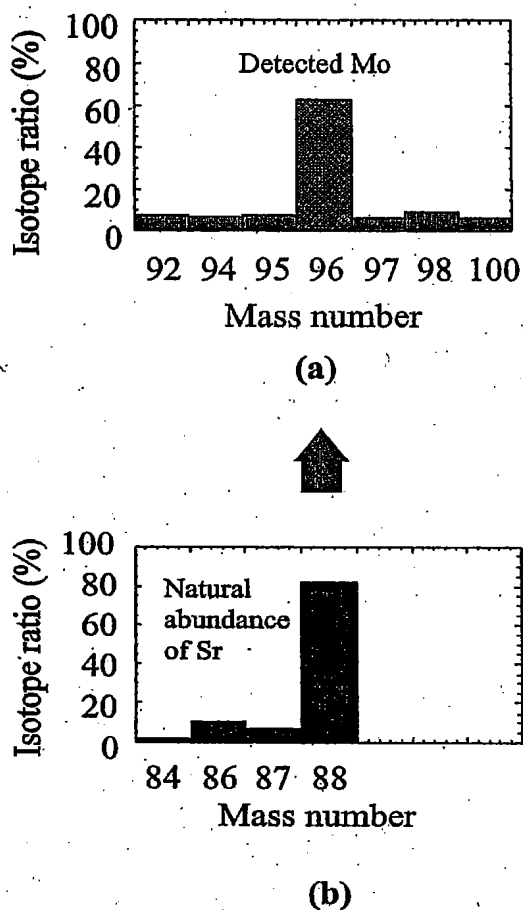 Isotope ratio (%)
100
80
60
40
20
0
Detected Mo
92 94 95 96 97 98 100
Mass number
(a)
Isotope ratio (%)
100
80
60
40
20
0
Natural
abundance
of Sr
84 86 87 88
Mass number
(b)